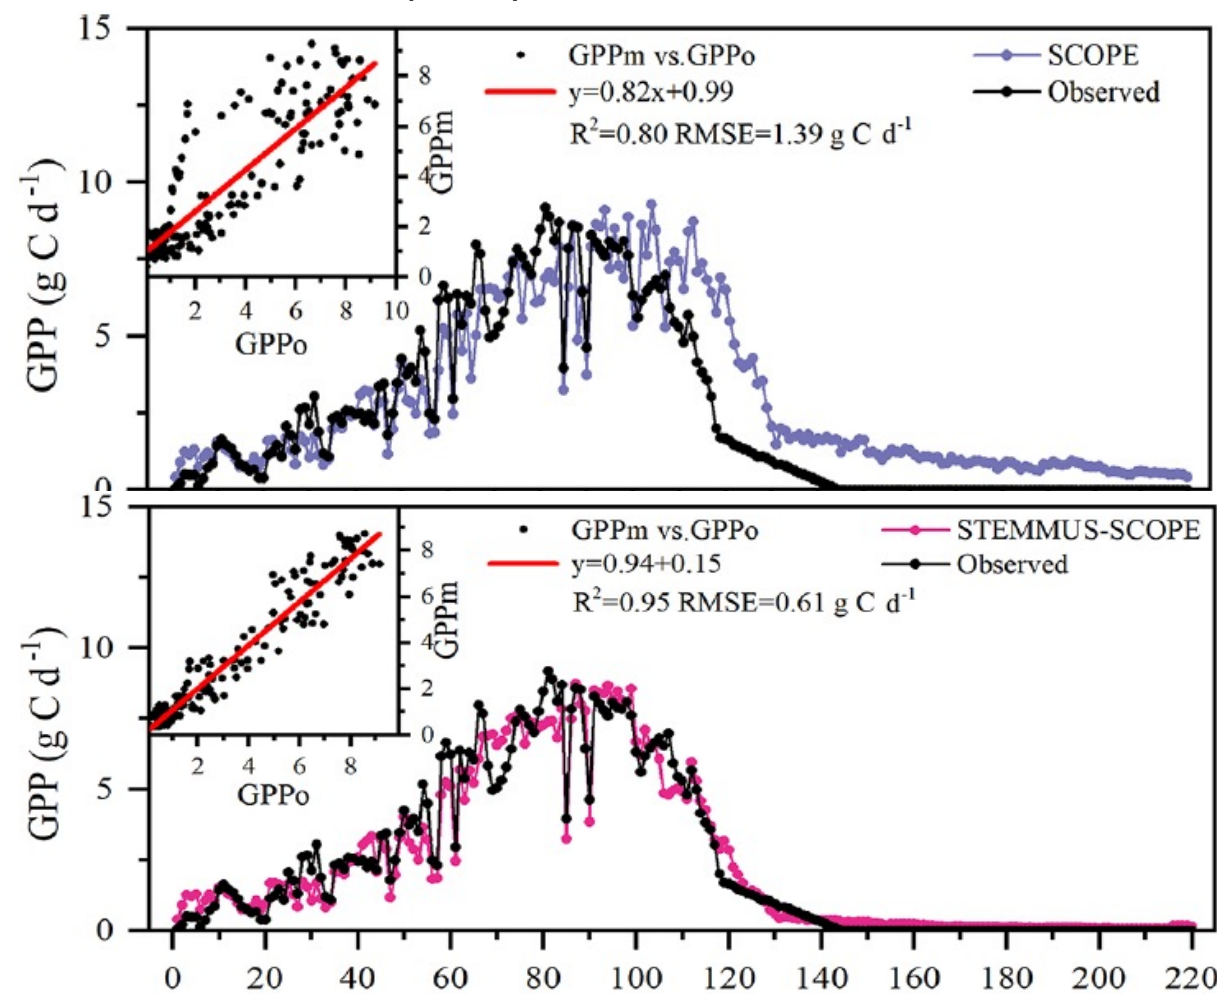 15
10
5
0
GPP (g C d⁻¹)
GPPm vs.GPPo
y=0.82x+0.99
R²=0.80 RMSE=1.39 g C d⁻¹
SCOPE
Observed
8
6
4
2
0
GPPm
2 4 6 8 10
GPPo
15
10
5
0
GPP (g C d⁻¹)
GPPm vs.GPPo
y=0.94+0.15
R²=0.95 RMSE=0.61 g C d⁻¹
STEMMUS-SCOPE
Observed
8
6
4
2
0
GPPm
2 4 6 8
GPPo
0 20 40 60 80 100 120 140 160 180 200 220